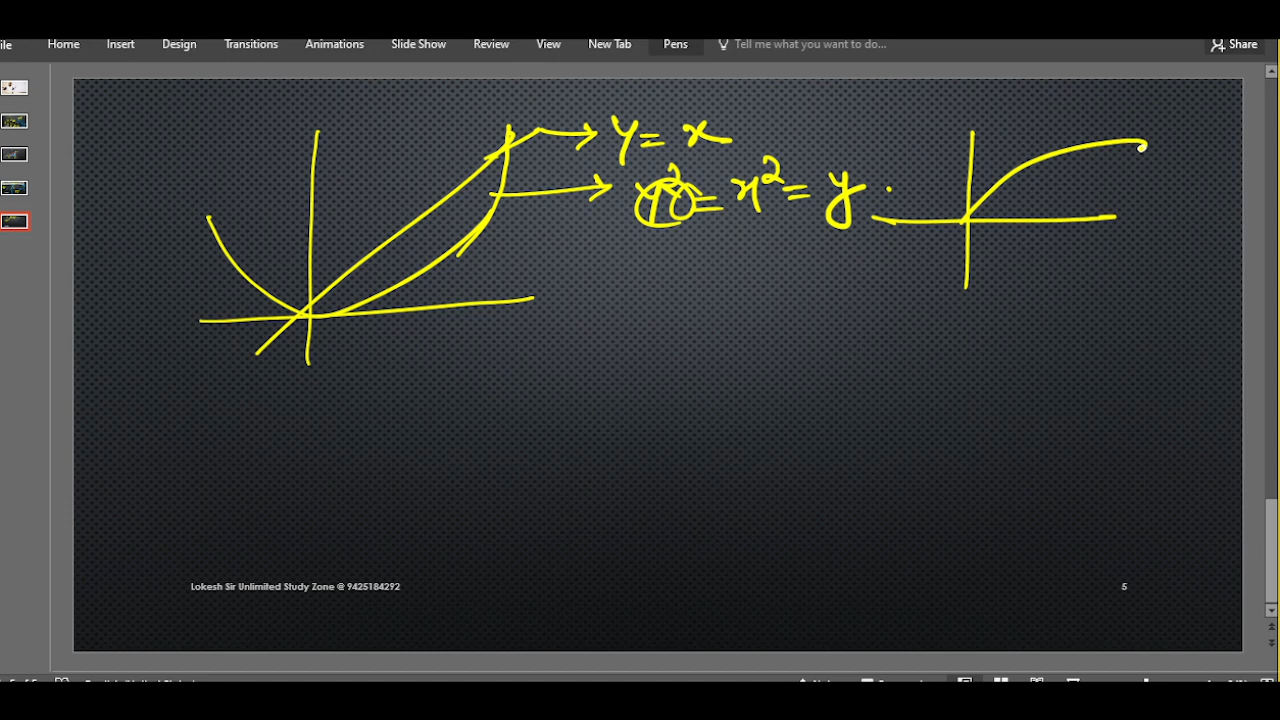 ile Home Insert Design Transitions Animations Slide Show Review View New Tab Pens Tell me what you want to do... Share
y = x
= x² = y
Lokesh Sir Unlimited Study Zone @ 9425184292 5